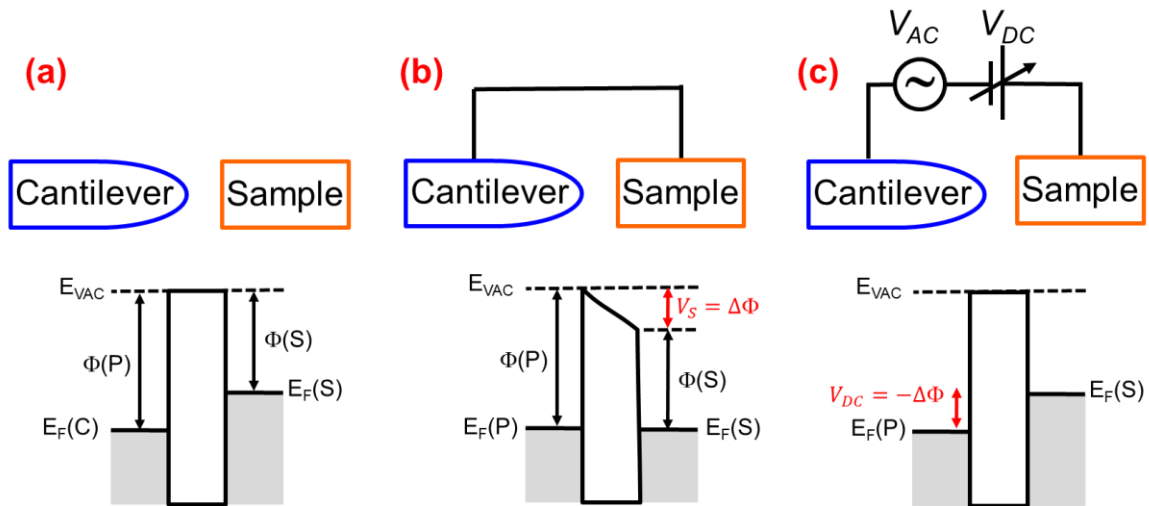 (a)
Cantilever
Sample
E_VAC
Φ(P)
Φ(S)
E_F(S)
E_F(C)
(b)
Cantilever
Sample
E_VAC
V_S = ΔΦ
Φ(P)
Φ(S)
E_F(P)
E_F(S)
(c)
V_AC
V_DC
~
Cantilever
Sample
E_VAC
V_DC = −ΔΦ
E_F(S)
E_F(P)